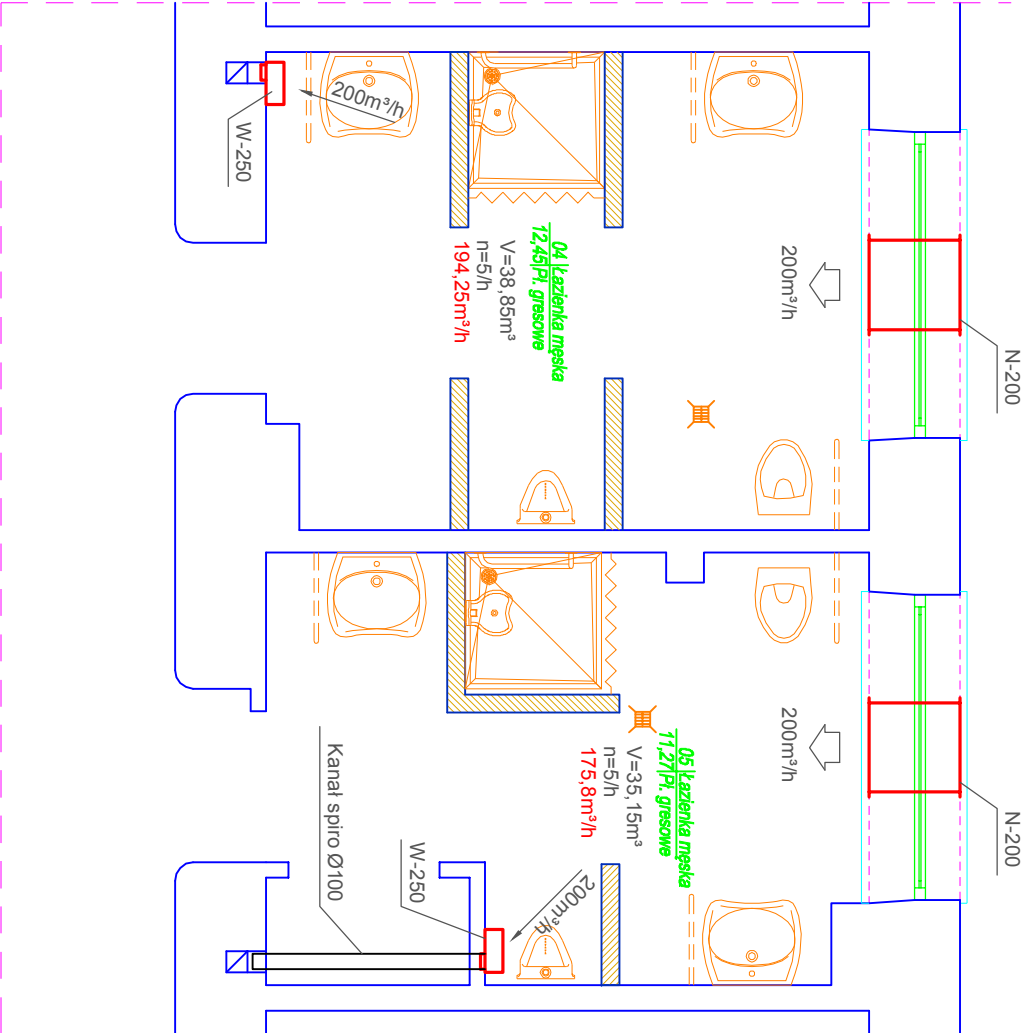 200m³/h
W-250
04 Łazienka męska
12,45 Pł. gresowe
V=38,85m³
n=5/h
194,25m³/h
200m³/h
N-200
05 Łazienka męska
11,27 Pł. gresowe
V=35,15m³
n=5/h
175,8m³/h
200m³/h
N-200
Kanał spiro Ø100
W-250
200m³/h